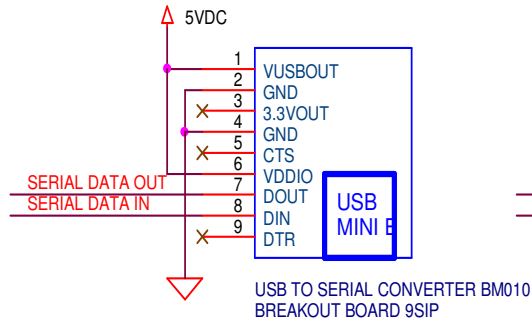 5VDC
1 VUSBOUT
2 GND
3 3.3VOUT
4 GND
5 CTS
6 VDDIO
SERIAL DATA OUT 7 DOUT
SERIAL DATA IN 8 DIN
9 DTR
USB
MINI B
USB TO SERIAL CONVERTER BM010
BREAKOUT BOARD 9SIP